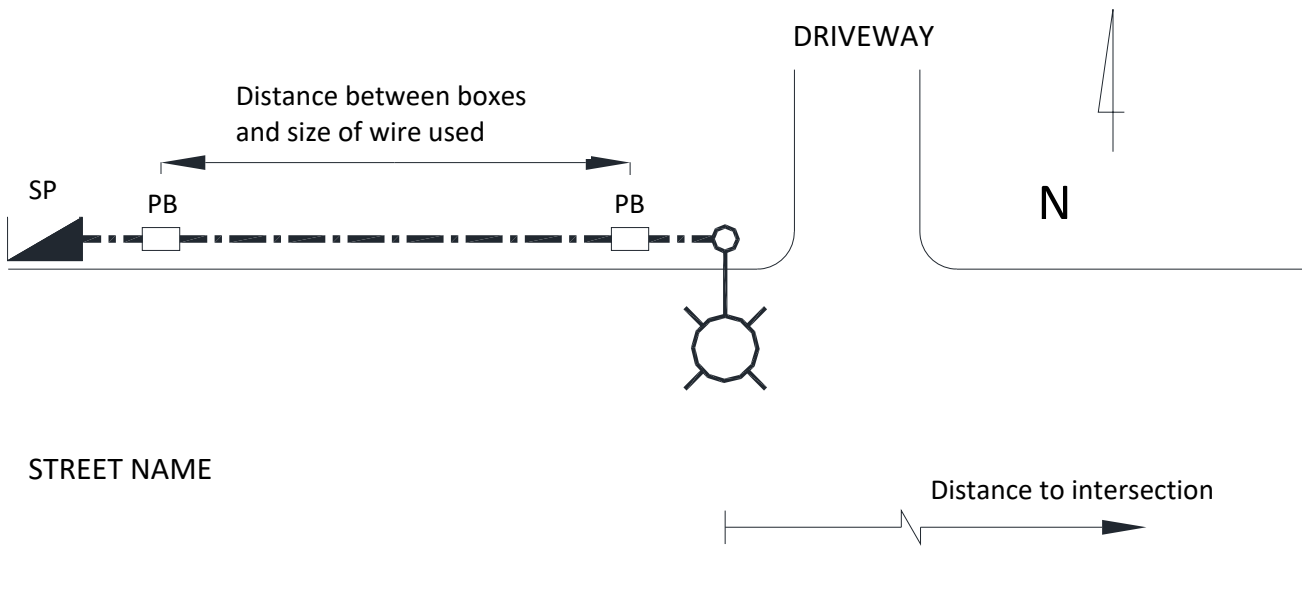 DRIVEWAY
Distance between boxes
and size of wire used
SP
PB
PB
N
STREET NAME
Distance to intersection